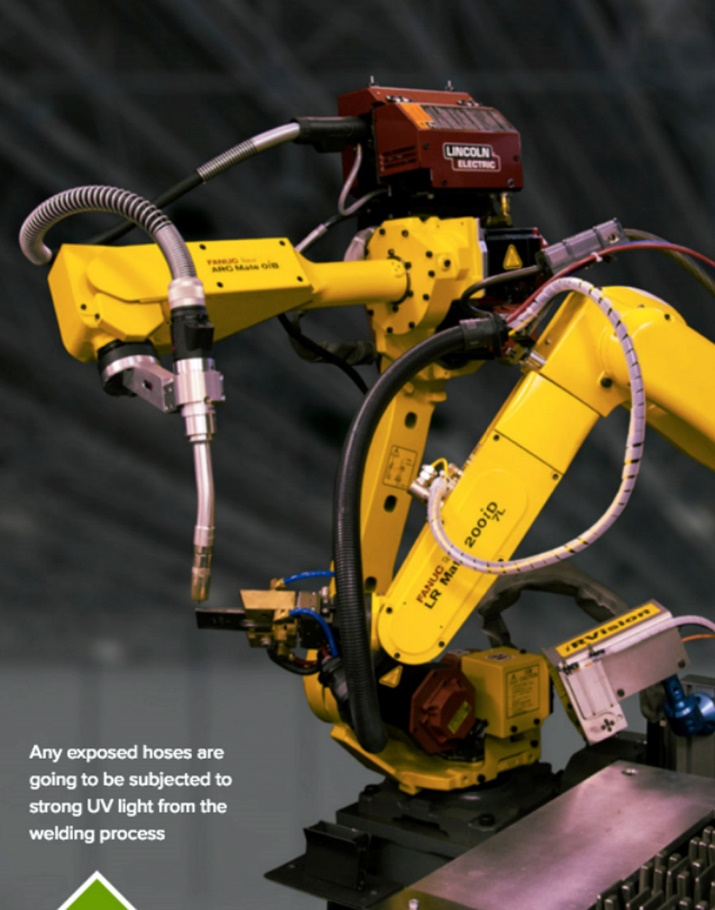 LINCOLN
ELECTRIC
FANUC Robot
ARC Mate 0iB
200iD
7L
FANUC
LR Mate
iRVision
Any exposed hoses are
going to be subjected to
strong UV light from the
welding process